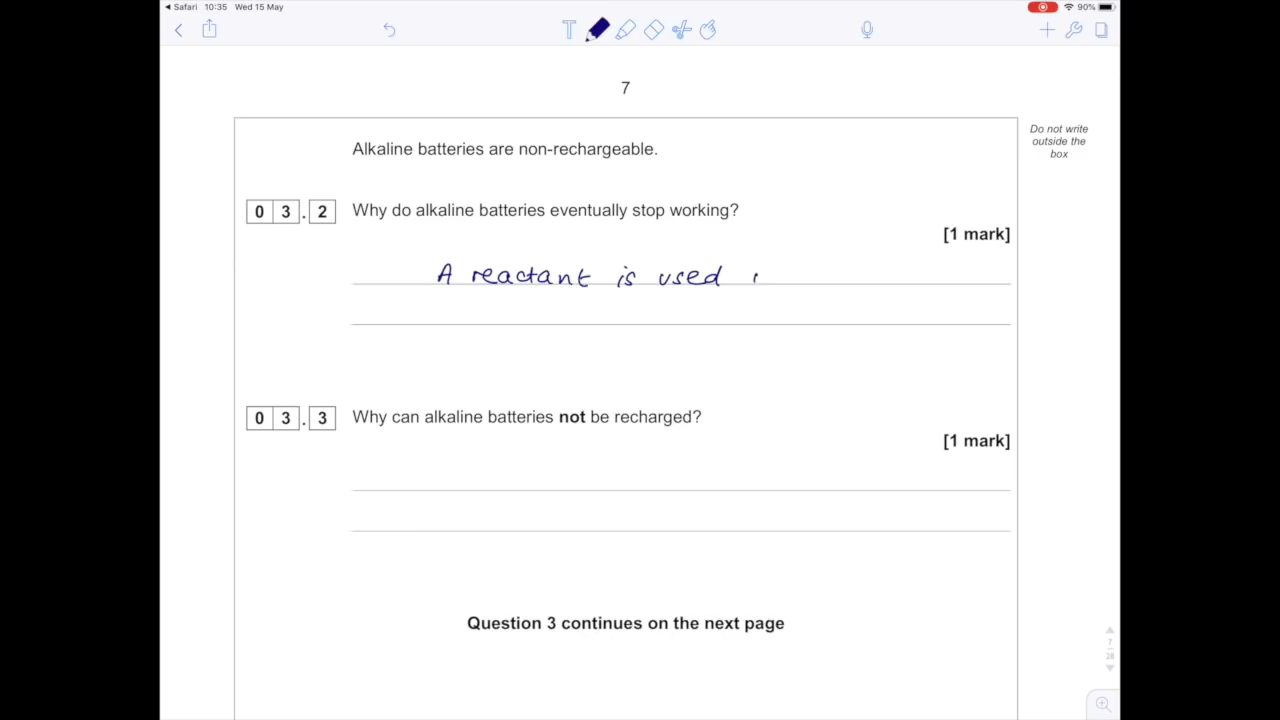 Safari 10:35 Wed 15 May 90%
T
7
Do not write
outside the
box
Alkaline batteries are non-rechargeable.
0 3 . 2 Why do alkaline batteries eventually stop working?
[1 mark]
A reactant is used
0 3 . 3 Why can alkaline batteries not be recharged?
[1 mark]
Question 3 continues on the next page
7
28